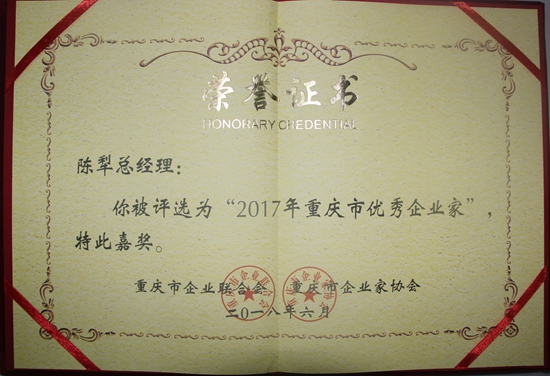 荣誉证书
HONORARY CREDENTIAL
陈犁总经理：
你被评选为“2017年重庆市优秀企业家”，
特此嘉奖。
重庆市企业联合会 重庆市企业家协会
二〇一八年六月